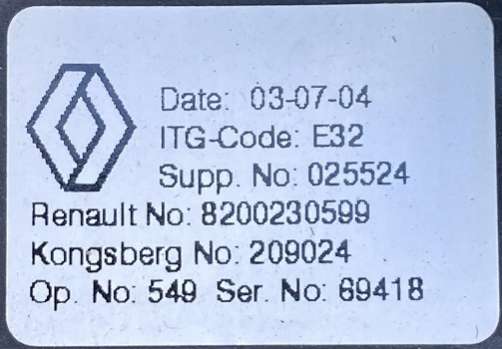 Date: 03-07-04
ITG-Code: E32
Supp. No: 025524
Renault No: 8200230599
Kongsberg No: 209024
Op. No: 549 Ser. No: 69418